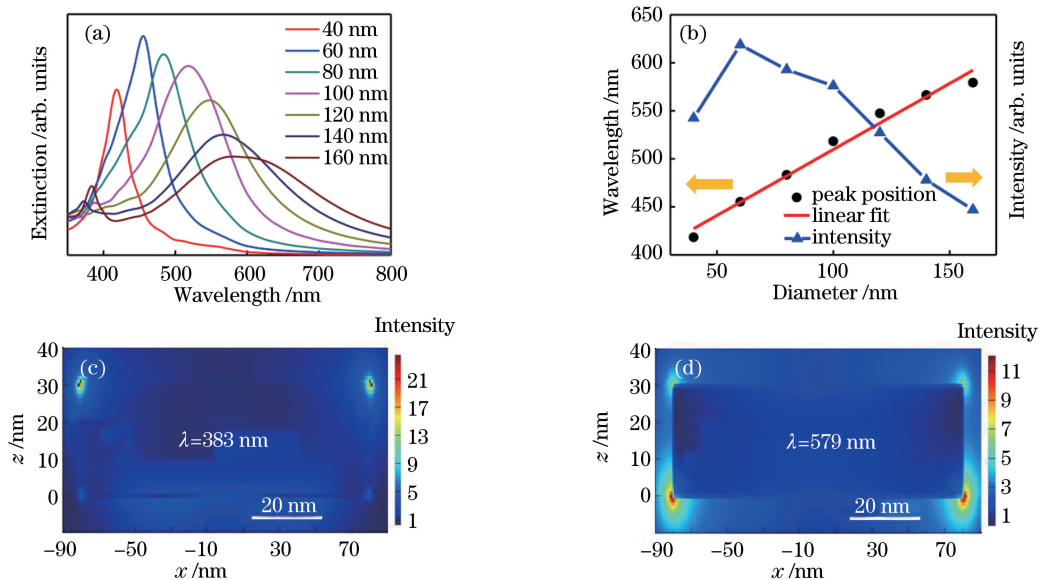 (a)
40 nm
60 nm
80 nm
100 nm
120 nm
140 nm
160 nm
Extinction /arb. units
400 500 600 700 800
Wavelength /nm
(b)
650
600
550
500
450
400
Wavelength /nm
Intensity /arb. units
peak position
linear fit
intensity
50 100 150
Diameter /nm
Intensity
(c)
40
30
20
10
0
z/nm
λ=383 nm
20 nm
21
17
13
9
5
1
–90 –50 –10 30 70
x/nm
Intensity
(d)
40
30
20
10
0
z/nm
λ=579 nm
20 nm
11
9
7
5
3
1
–90 –50 –10 30 70
x/nm